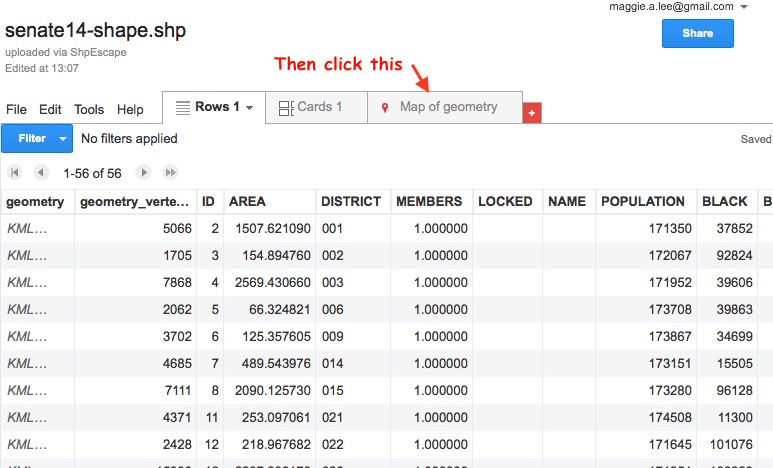 maggie.a.lee@gmail.com
senate14-shape.shp
Share
uploaded via ShpEscape
Edited at 13:07
Then click this
File Edit Tools Help Rows 1 Cards 1 Map of geometry +
Filter No filters applied Saved
1-56 of 56
geometry geometry_verte... ID AREA DISTRICT MEMBERS LOCKED NAME POPULATION BLACK B
KML... 5066 2 1507.621090 001 1.000000 171350 37852
KML... 1705 3 154.894760 002 1.000000 172067 92824
KML... 7868 4 2569.430660 003 1.000000 171952 39606
KML... 2062 5 66.324821 006 1.000000 173708 39863
KML... 3702 6 125.357605 009 1.000000 173867 34699
KML... 4685 7 489.543976 014 1.000000 173151 15505
KML... 7111 8 2090.125730 015 1.000000 173280 96128
KML... 4371 11 253.097061 021 1.000000 174508 11300
KML... 2428 12 218.967682 022 1.000000 171645 101076